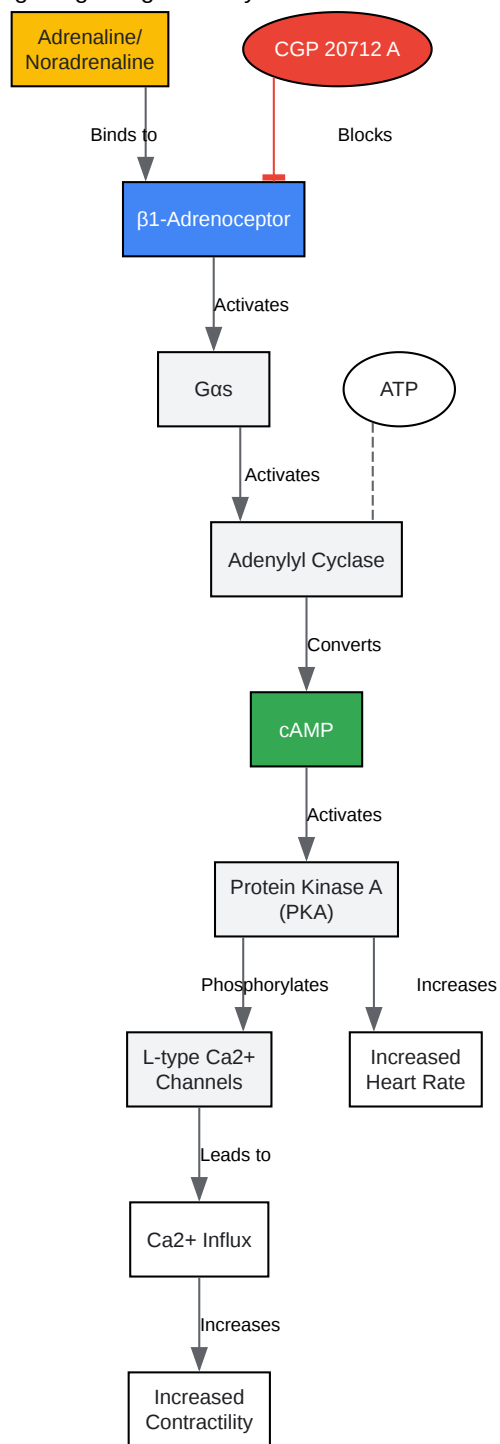 Adrenaline/
Noradrenaline
CGP 20712 A
Binds to
Blocks
β1-Adrenoceptor
Activates
Gαs
ATP
Activates
Adenylyl Cyclase
Converts
cAMP
Activates
Protein Kinase A
(PKA)
Phosphorylates
Increases
L-type Ca2+
Channels
Increased
Heart Rate
Leads to
Ca2+ Influx
Increases
Increased
Contractility